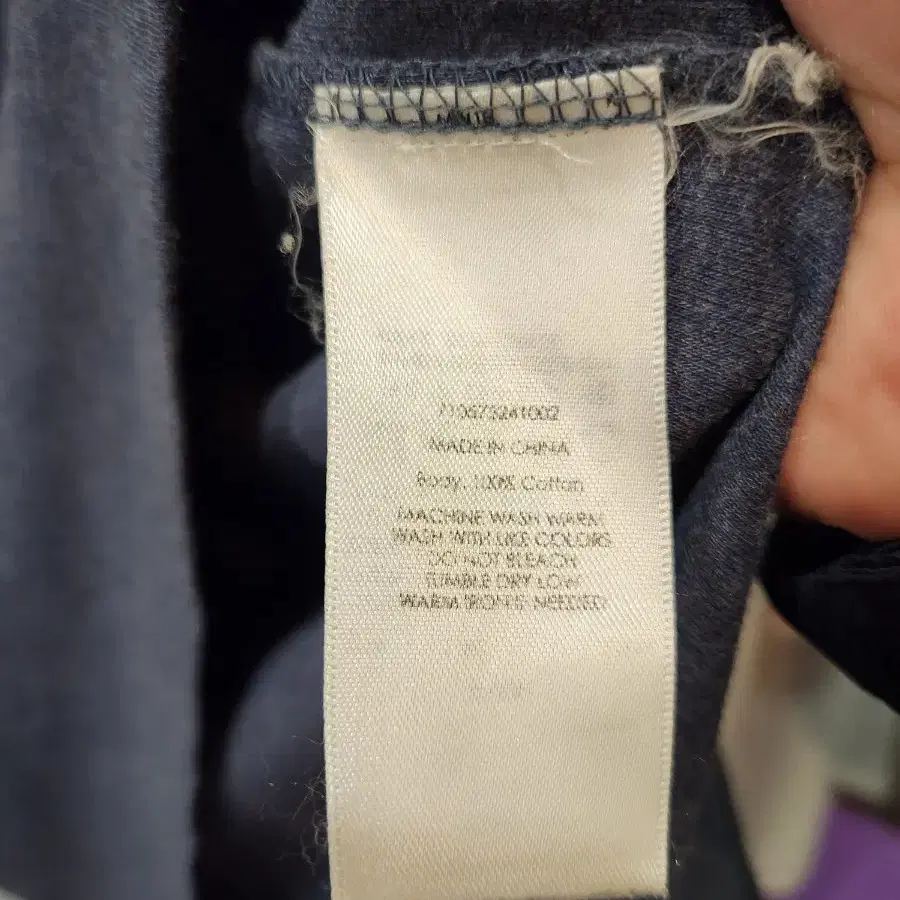 710673241002
MADE IN CHINA
Body: 100% Cotton
MACHINE WASH WARM
WASH WITH LIKE COLORS
DO NOT BLEACH
TUMBLE DRY LOW
WARM IRON IF NEEDED